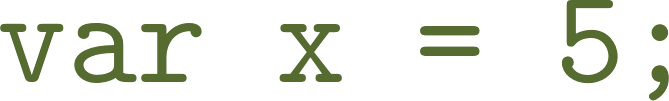 var x = 5;